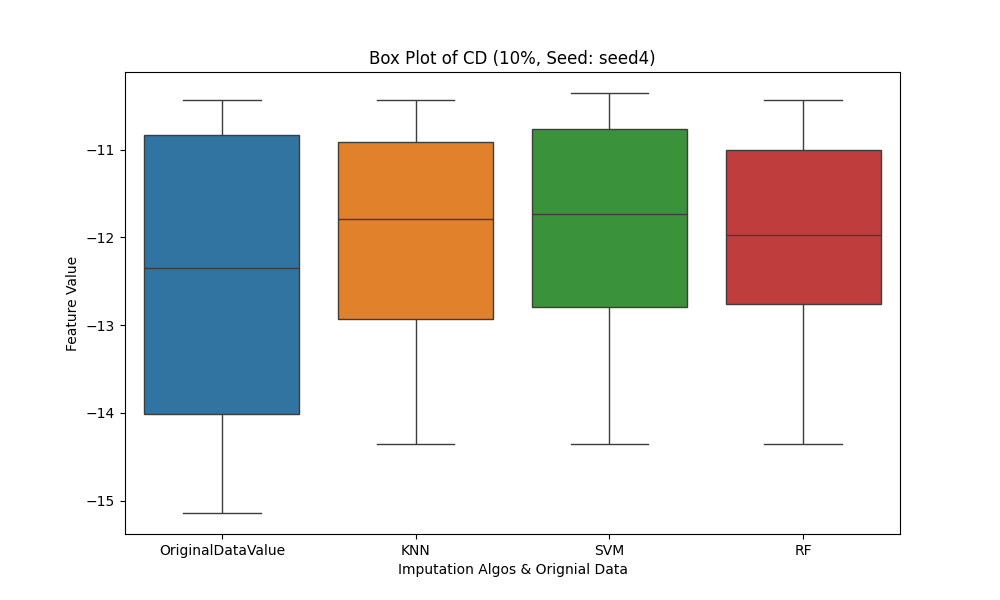 Box Plot of CD (10%, Seed: seed4)
Feature Value
−11
−12
−13
−14
−15
OriginalDataValue
KNN
SVM
RF
Imputation Algos & Orignial Data